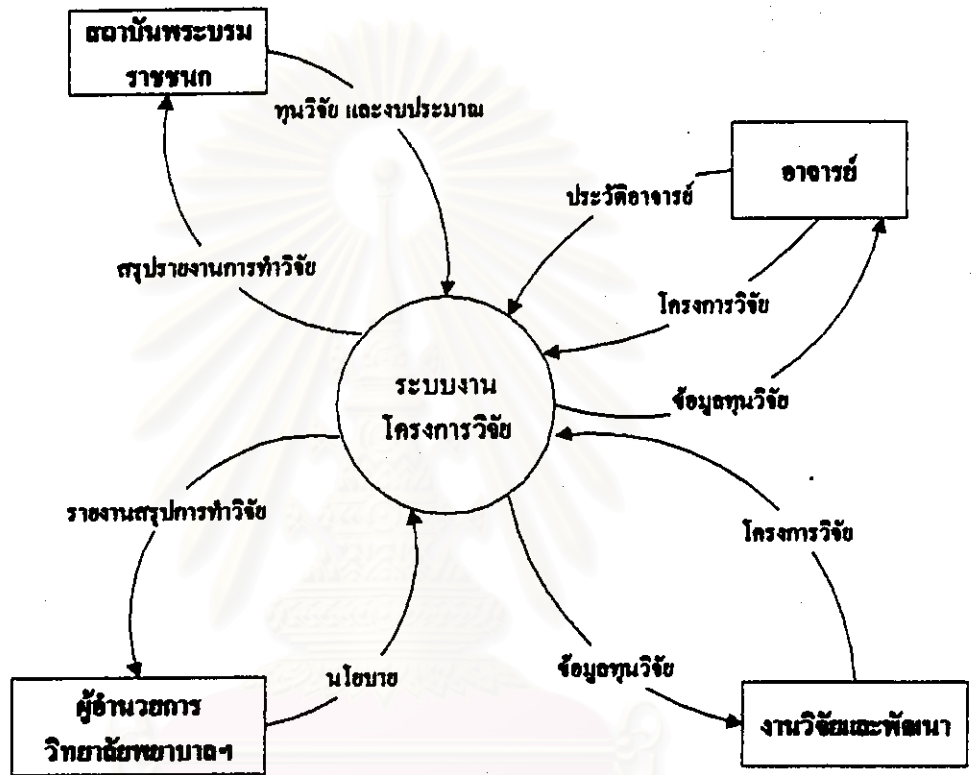 สถาบันพระบรม
ราชชนก
ทุนวิจัย และงบประมาณ
อาจารย์
ประวัติอาจารย์
สรุปรายงานการทำวิจัย
โครงการวิจัย
ระบบงาน
โครงการวิจัย
ข้อมูลทุนวิจัย
รายงานสรุปการทำวิจัย
โครงการวิจัย
ข้อมูลทุนวิจัย
นโยบาย
ผู้อำนวยการ
วิทยาลัยพยาบาลฯ
งานวิจัยและพัฒนา